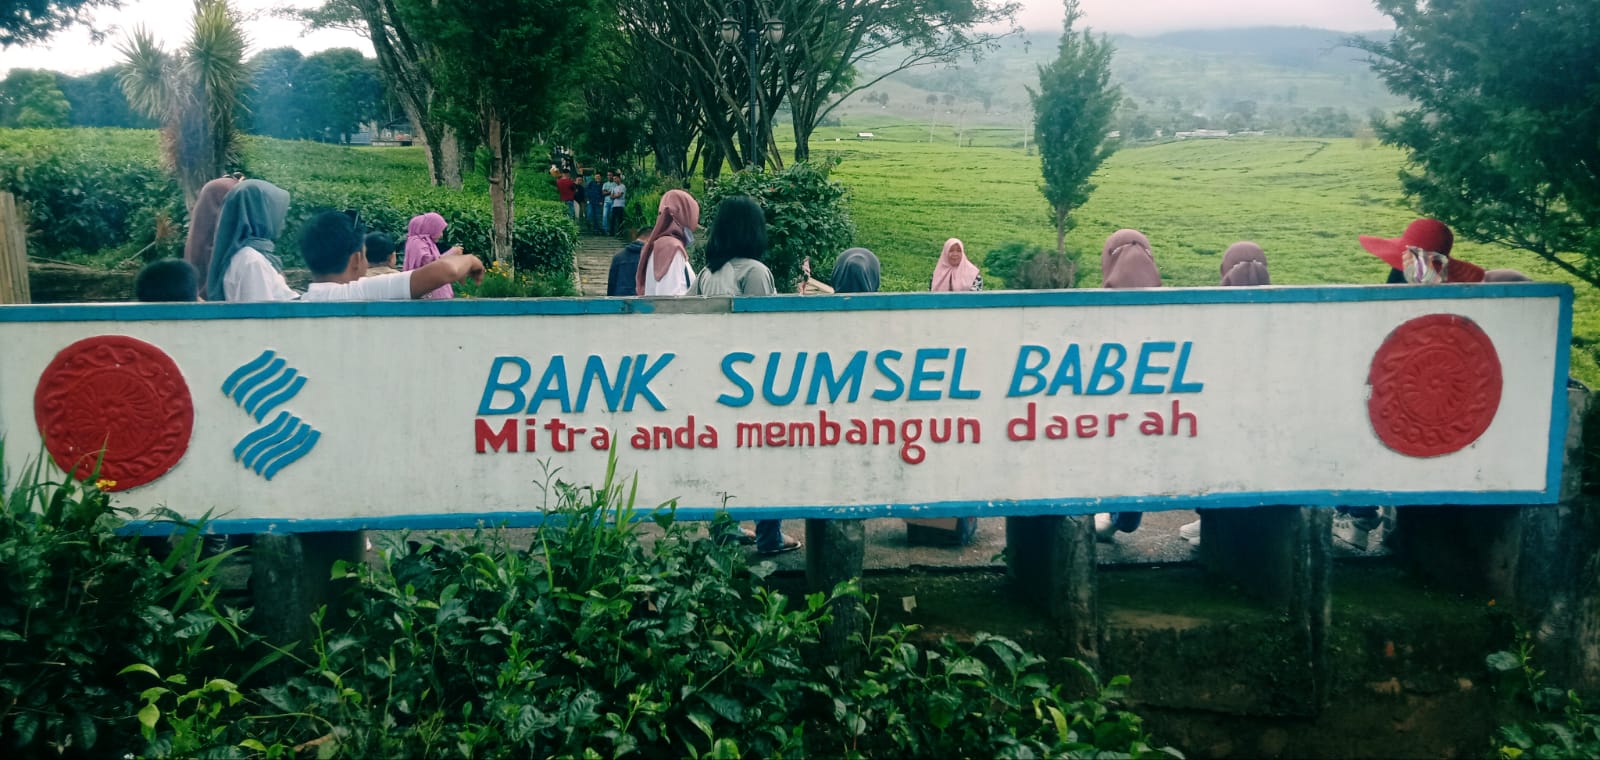 BANK SUMSEL BABEL
Mitra anda membangun daerah